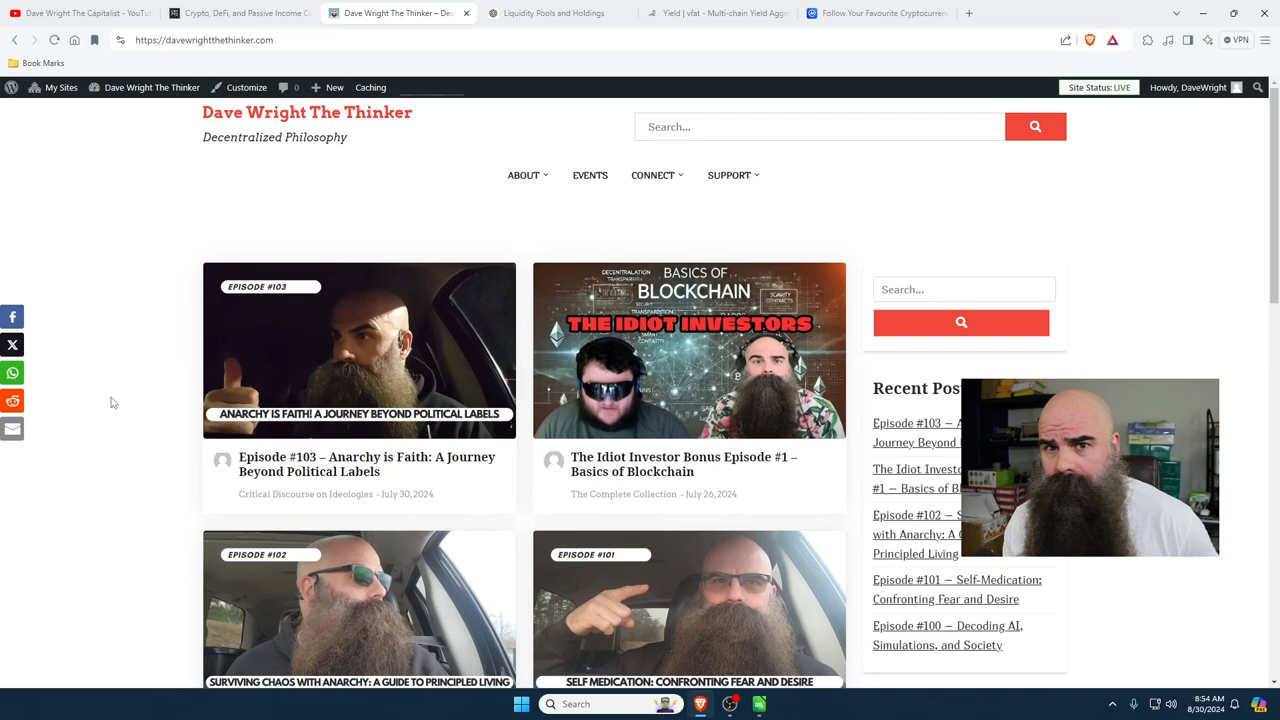 Dave Wright The Capitalist - YouTu
Crypto, DeFi, and Passive Income Co
Dave Wright The Thinker – Dec
Liquidity Pools and Holdings
Yield | vfat - Multi-chain Yield Aggre
Follow Your Favourite Cryptocurren
https://davewrightthethinker.com
VPN
Book Marks
My Sites
Dave Wright The Thinker
Customize
0
New
Caching
Site Status: LIVE
Howdy, DaveWright
Dave Wright The Thinker
Decentralized Philosophy
Search...
ABOUT
EVENTS
CONNECT
SUPPORT
EPISODE #103
ANARCHY IS FAITH! A JOURNEY BEYOND POLITICAL LABELS
Episode #103 – Anarchy is Faith: A Journey
Beyond Political Labels
Critical Discourse on Ideologies - July 30, 2024
DECENTRALATION
TRANSPARI
BASICS OF
BLOCKCHAIN
SECURITY
THE IDIOT INVESTORS
The Idiot Investor Bonus Episode #1 –
Basics of Blockchain
The Complete Collection - July 26, 2024
EPISODE #102
SURVIVING CHAOS WITH ANARCHY: A GUIDE TO PRINCIPLED LIVING
EPISODE #101
SELF MEDICATION: CONFRONTING FEAR AND DESIRE
Search...
Recent Pos
Episode #103 – A
Journey Beyond
The Idiot Investo
#1 – Basics of Bl
Episode #102 – S
with Anarchy: A G
Principled Living
Episode #101 – Self-Medication:
Confronting Fear and Desire
Episode #100 – Decoding AI,
Simulations, and Society
Search
8:54 AM
8/30/2024